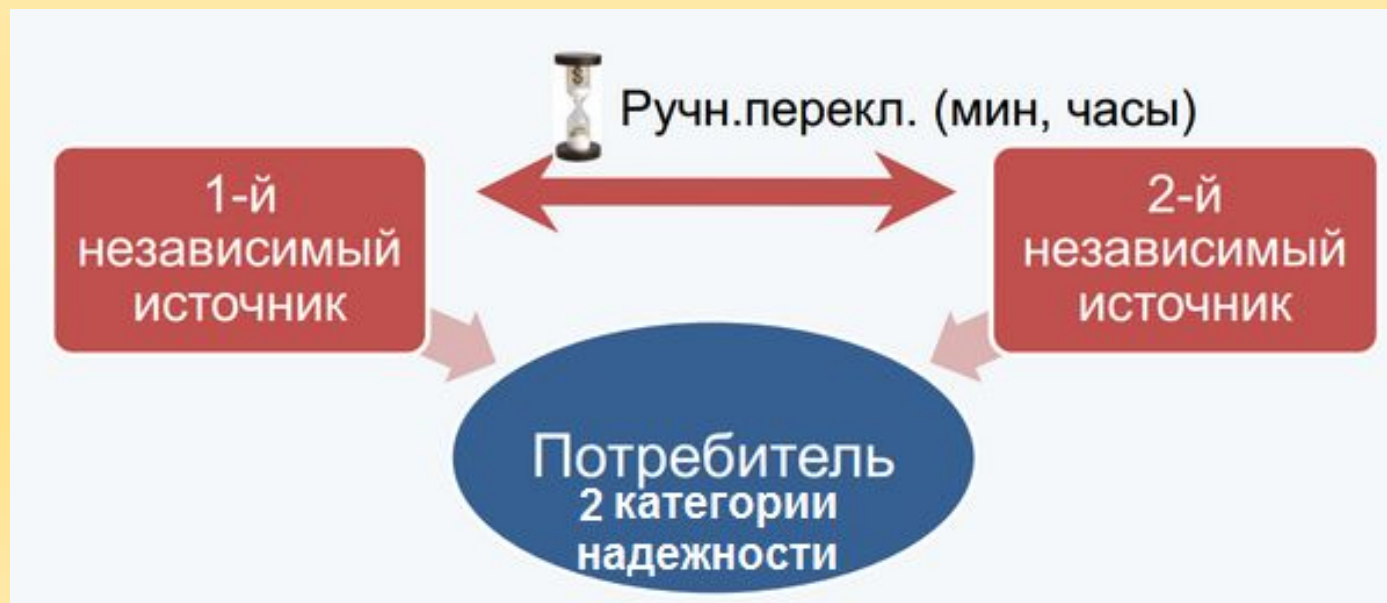 Ручн.перекл. (мин, часы)
1-й
независимый
источник
2-й
независимый
источник
Потребитель
2 категории
надежности